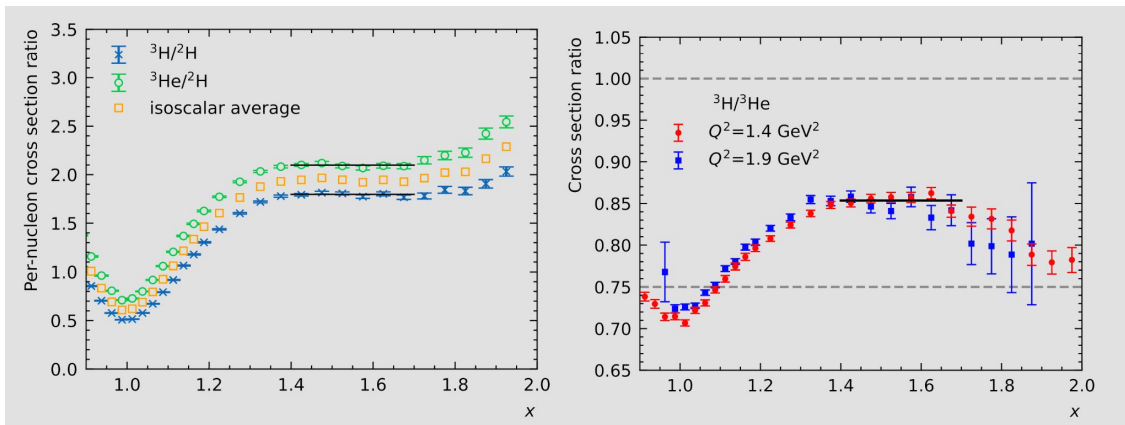 Per-nucleon cross section ratio
3.5
3.0
2.5
2.0
1.5
1.0
0.5
0.0
³H/²H
³He/²H
isoscalar average
1.0 1.2 1.4 1.6 1.8 2.0
x
Cross section ratio
1.05
1.00
0.95
0.90
0.85
0.80
0.75
0.70
0.65
³H/³He
Q²=1.4 GeV²
Q²=1.9 GeV²
1.0 1.2 1.4 1.6 1.8 2.0
x